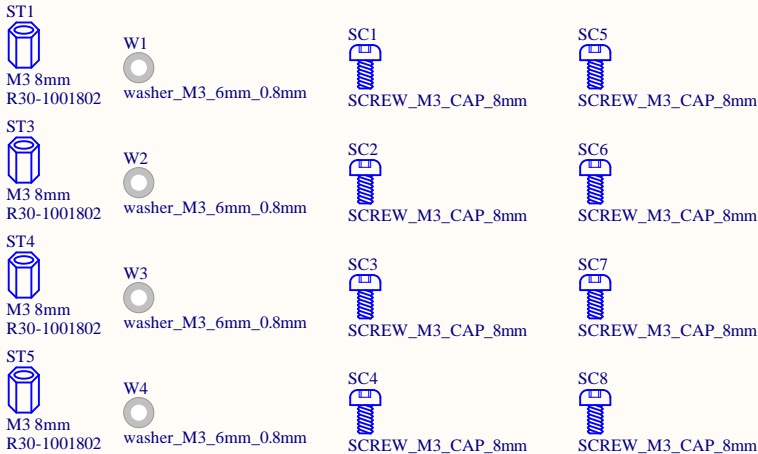 ST1
M3 8mm
R30-1001802
W1
washer_M3_6mm_0.8mm
SC1
SCREW_M3_CAP_8mm
SC5
SCREW_M3_CAP_8mm
ST3
M3 8mm
R30-1001802
W2
washer_M3_6mm_0.8mm
SC2
SCREW_M3_CAP_8mm
SC6
SCREW_M3_CAP_8mm
ST4
M3 8mm
R30-1001802
W3
washer_M3_6mm_0.8mm
SC3
SCREW_M3_CAP_8mm
SC7
SCREW_M3_CAP_8mm
ST5
M3 8mm
R30-1001802
W4
washer_M3_6mm_0.8mm
SC4
SCREW_M3_CAP_8mm
SC8
SCREW_M3_CAP_8mm